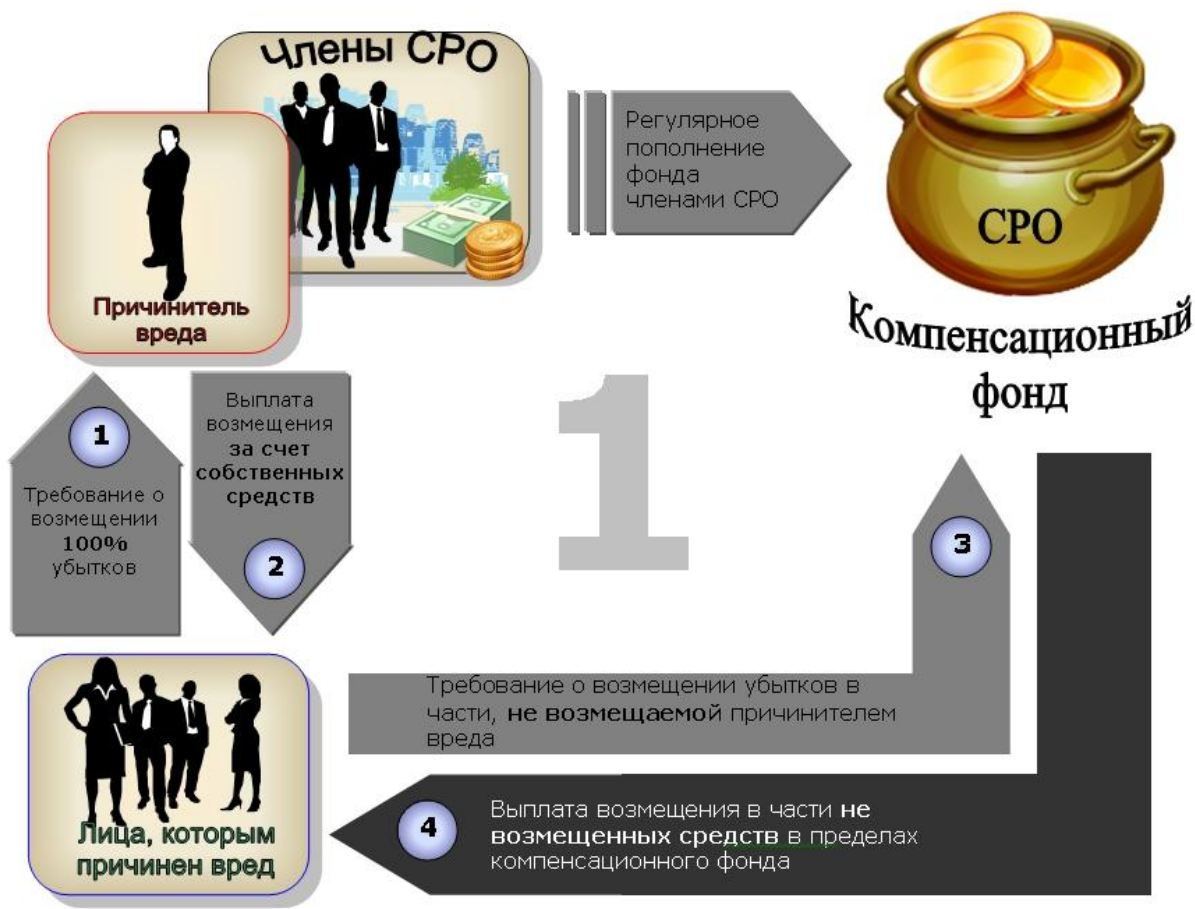 Члены СРО
Причинитель
вреда
Регулярное
пополнение
фонда
членами СРО
СРО
Компенсационный
фонд
1
1
Требование о
возмещении
100%
убытков
Выплата
возмещения
за счет
собственных
средств
2
3
Требование о возмещении убытков в
части, не возмещаемой причинителем
вреда
4
Выплата возмещения в части не
возмещенных средств в пределах
компенсационного фонда
Лица, которым
причинен вред